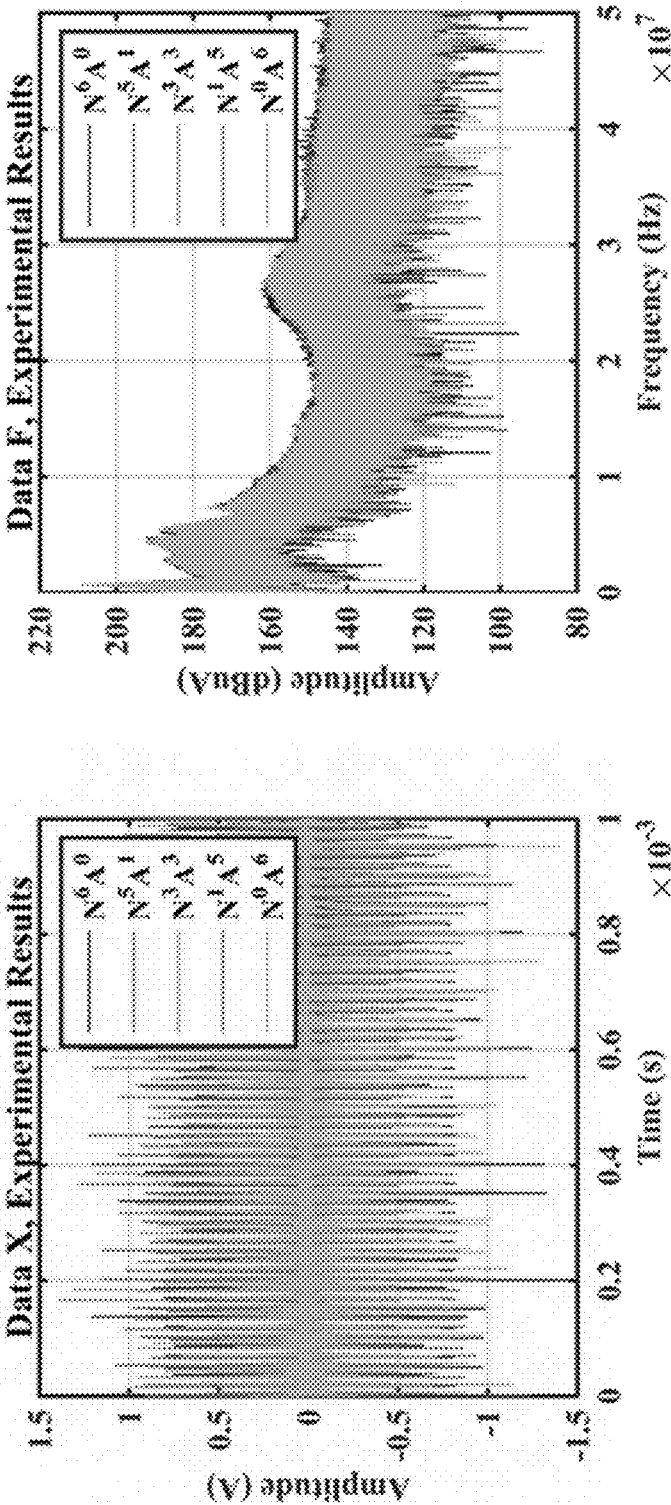 Data X, Experimental Results
1.5
1
0.5
0
-0.5
-1
-1.5
Amplitude (A)
0
0.2
0.4
0.6
0.8
1
×10⁻³
Time (s)
N⁶A⁰
N⁵A¹
N³A³
N¹A⁵
N⁰A⁶
Data F, Experimental Results
220
200
180
160
140
120
100
80
Amplitude (dBuA)
0
1
2
3
4
5
×10⁷
Frequency (Hz)
N⁶A⁰
N⁵A¹
N³A³
N¹A⁵
N⁰A⁶